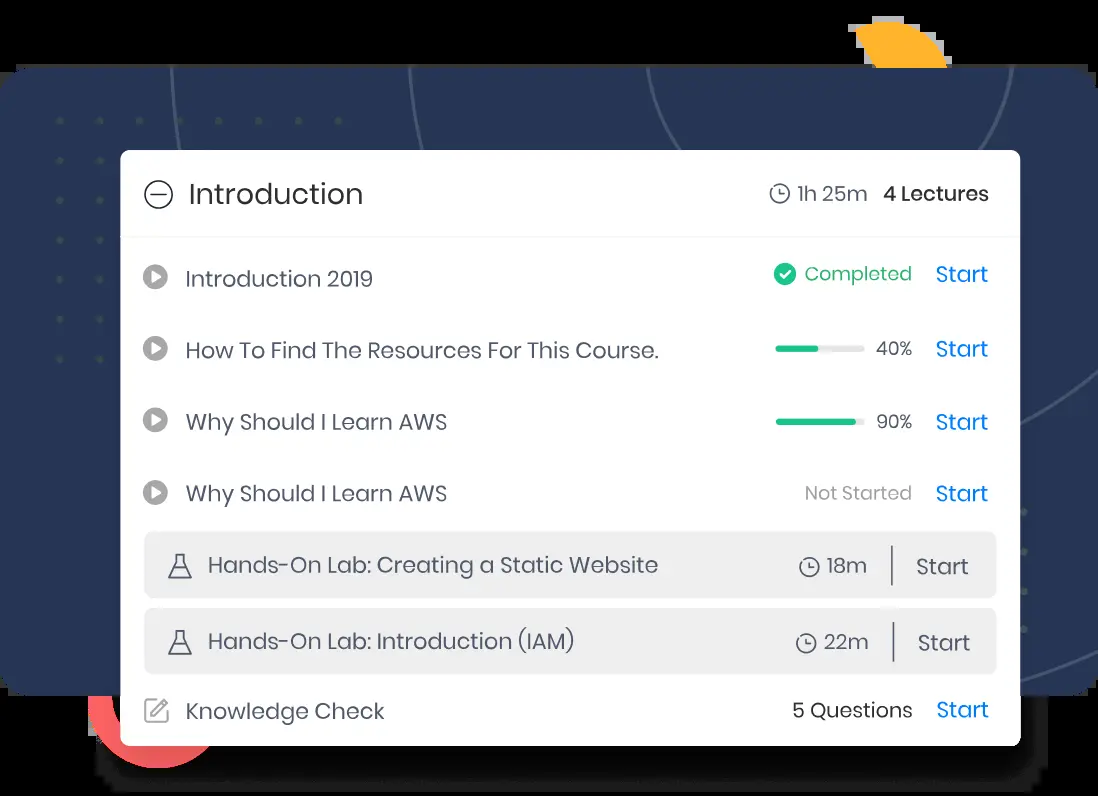 Introduction 1h 25m 4 Lectures
Introduction 2019 Completed Start
How To Find The Resources For This Course. 40% Start
Why Should I Learn AWS 90% Start
Why Should I Learn AWS Not Started Start
Hands-On Lab: Creating a Static Website 18m Start
Hands-On Lab: Introduction (IAM) 22m Start
Knowledge Check 5 Questions Start